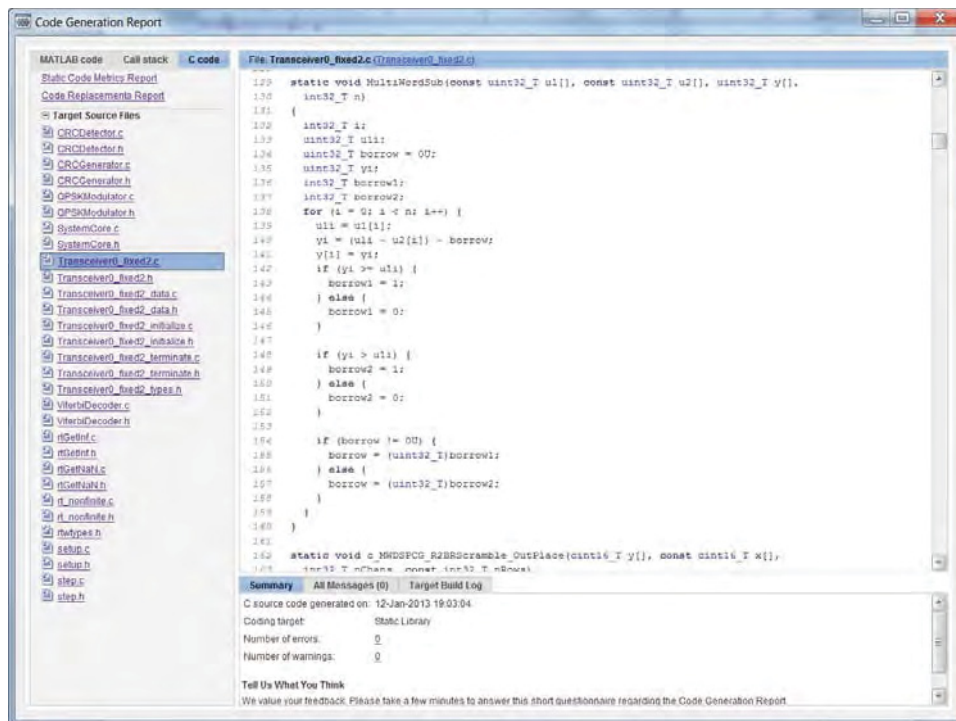 Code Generation Report
MATLAB code Call stack C code
Static Code Metrics Report
Code Replacements Report
Target Source Files
CRCDetector.c
CRCDetector.h
CRCGenerator.c
CRCGenerator.h
QPSKModulator.c
QPSKModulator.h
SystemCore.c
SystemCore.h
Transceiver0_fixed2.c
Transceiver0_fixed2.h
Transceiver0_fixed2_data.c
Transceiver0_fixed2_data.h
Transceiver0_fixed2_initialize.c
Transceiver0_fixed2_initialize.h
Transceiver0_fixed2_terminate.c
Transceiver0_fixed2_terminate.h
Transceiver0_fixed2_types.h
ViterbiDecoder.c
ViterbiDecoder.h
rtGetInf.c
rtGetInf.h
rtGetNaN.c
rtGetNaN.h
rt_nonfinite.c
rt_nonfinite.h
rtwtypes.h
setup.c
setup.h
step.c
step.h
File: Transceiver0_fixed2.c (Transceiver0_fixed2.c)
129 static void MultiWordSub(const uint32_T u1[], const uint32_T u2[], uint32_T y[],
130 int32_T n)
131 {
132 int32_T i;
133 uint32_T u1i;
134 uint32_T borrow = 0U;
135 uint32_T yi;
136 int32_T borrow1;
137 int32_T borrow2;
138 for (i = 0; i < n; i++) {
139 u1i = u1[i];
140 yi = (u1i - u2[i]) - borrow;
141 y[i] = yi;
142 if (yi >= u1i) {
143 borrow1 = 1;
144 } else {
145 borrow1 = 0;
146 }
147
148 if (yi > u1i) {
149 borrow2 = 1;
150 } else {
151 borrow2 = 0;
152 }
153
154 if (borrow != 0U) {
155 borrow = (uint32_T)borrow1;
156 } else {
157 borrow = (uint32_T)borrow2;
158 }
159 }
160 }
161
162 static void c_MWDSPCG_R2BRScramble_OutPlace(cint16_T y[], const cint16_T x[],
163 int32_T nChans, const int32_T nRows)
Summary All Messages (0) Target Build Log
C source code generated on: 12-Jan-2013 19:03:04
Coding target: Static Library
Number of errors: 0
Number of warnings: 0
Tell Us What You Think
We value your feedback. Please take a few minutes to answer this short questionnaire regarding the Code Generation Report